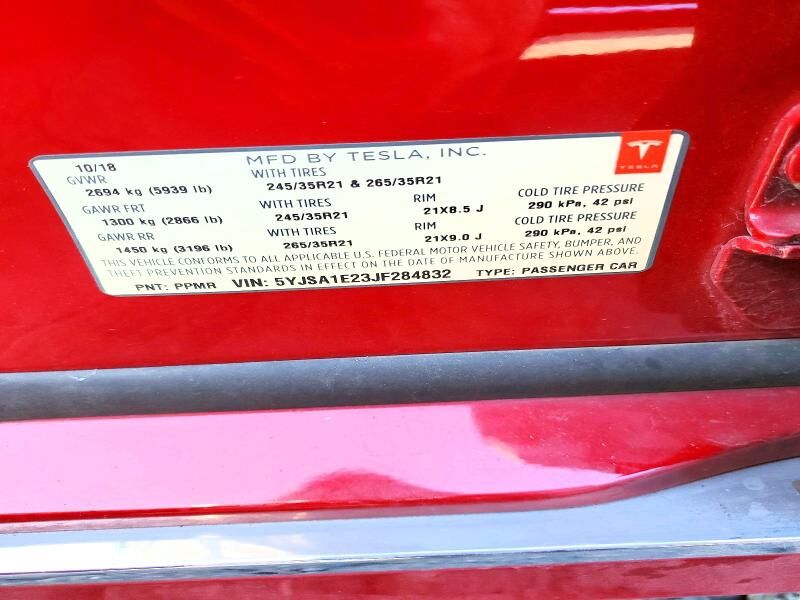 MFD BY TESLA, INC.
TESLA
10/18
GVWR
2694 kg (5939 lb)
WITH TIRES
245/35R21 & 265/35R21
GAWR FRT
1300 kg (2866 lb)
WITH TIRES
245/35R21
RIM
21X8.5 J
COLD TIRE PRESSURE
290 kPa, 42 psi
GAWR RR
1450 kg (3196 lb)
WITH TIRES
265/35R21
RIM
21X9.0 J
COLD TIRE PRESSURE
290 kPa, 42 psi
THIS VEHICLE CONFORMS TO ALL APPLICABLE U.S. FEDERAL MOTOR VEHICLE SAFETY, BUMPER, AND
THEFT PREVENTION STANDARDS IN EFFECT ON THE DATE OF MANUFACTURE SHOWN ABOVE.
PNT: PPMR VIN: 5YJSA1E23JF284832 TYPE: PASSENGER CAR